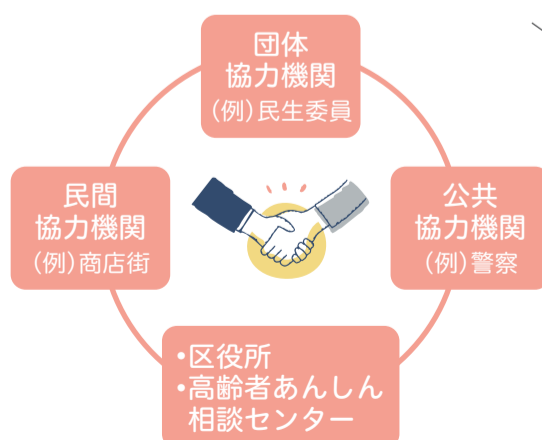 団体
協力機関
(例)民生委員
民間
協力機関
(例)商店街
公共
協力機関
(例)警察
•区役所
•高齢者あんしん
相談センター